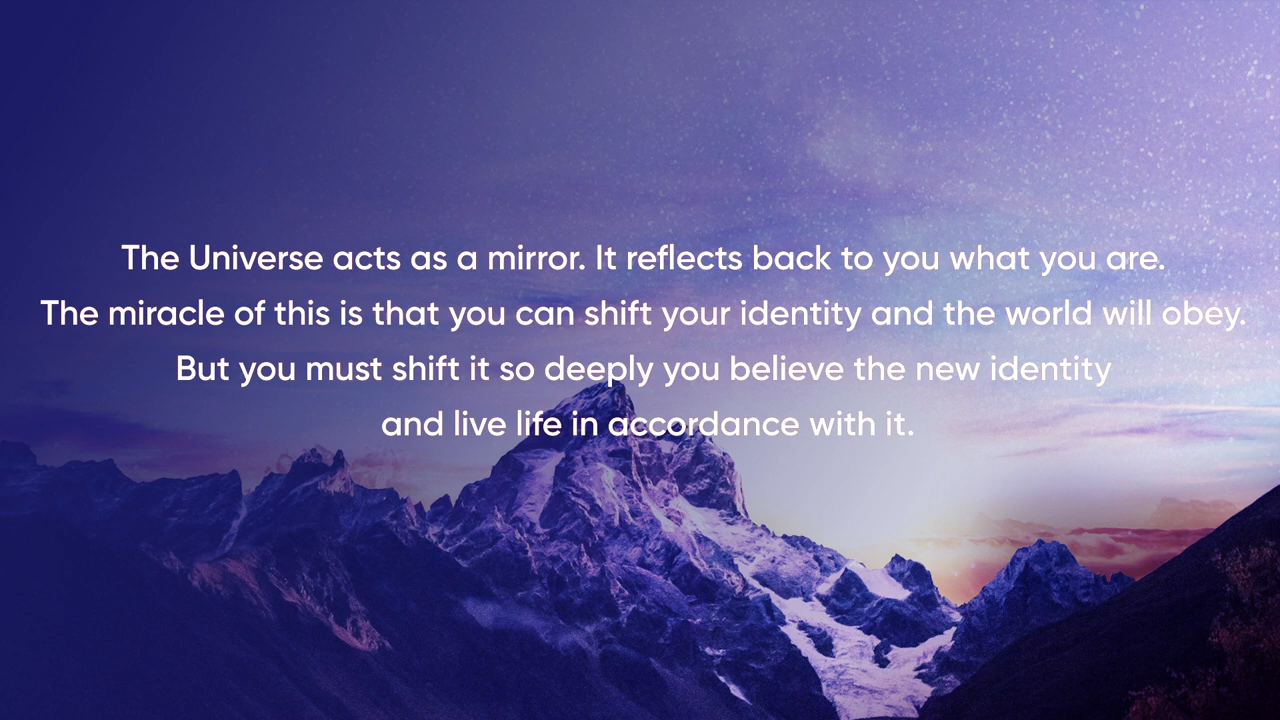 The Universe acts as a mirror. It reflects back to you what you are.
The miracle of this is that you can shift your identity and the world will obey.
But you must shift it so deeply you believe the new identity
and live life in accordance with it.